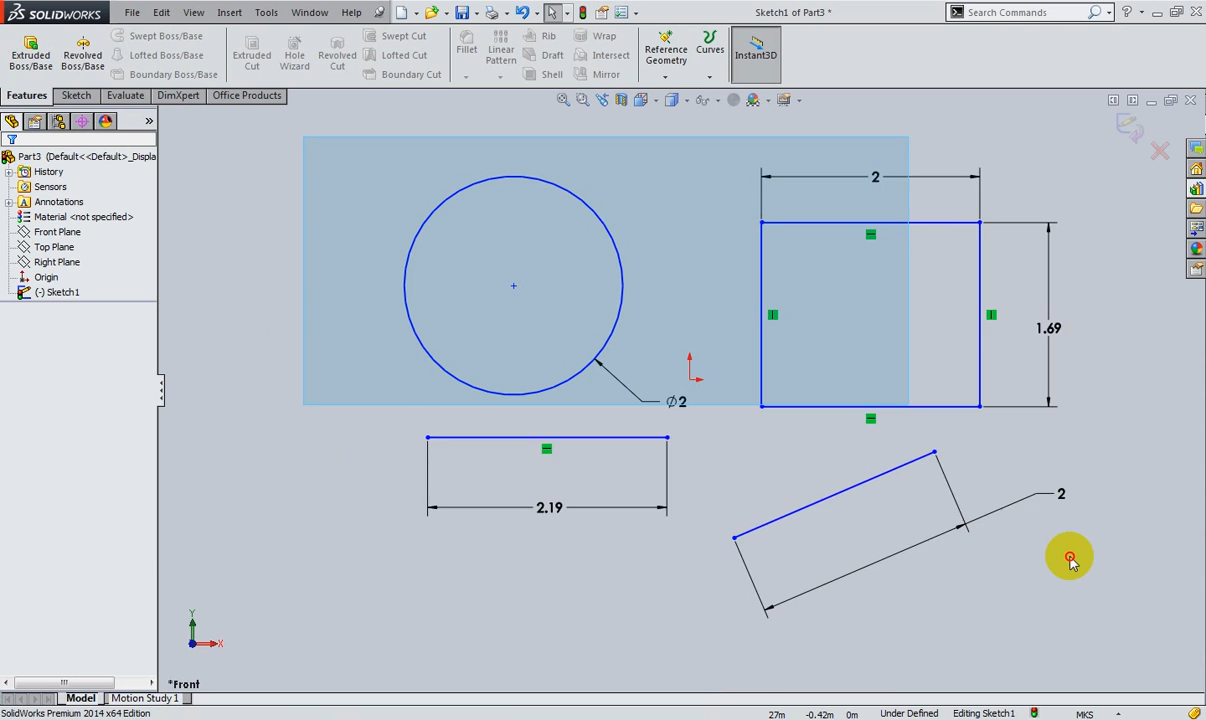 SOLIDWORKS File Edit View Insert Tools Window Help Sketch1 of Part3 * Search Commands
Extruded Boss/Base
Revolved Boss/Base
Swept Boss/Base
Lofted Boss/Base
Boundary Boss/Base
Extruded Cut
Hole Wizard
Revolved Cut
Swept Cut
Lofted Cut
Boundary Cut
Fillet
Linear Pattern
Rib
Draft
Shell
Wrap
Intersect
Mirror
Reference Geometry
Curves
Instant3D
Features Sketch Evaluate DimXpert Office Products
Part3 (Default<<Default>_Displa
History
Sensors
Annotations
Material <not specified>
Front Plane
Top Plane
Right Plane
Origin
(-) Sketch1
2
1.69
∅2
2.19
2
Y
X
*Front
Model Motion Study 1
SolidWorks Premium 2014 x64 Edition 27m -0.42m 0m Under Defined Editing Sketch1 MKS